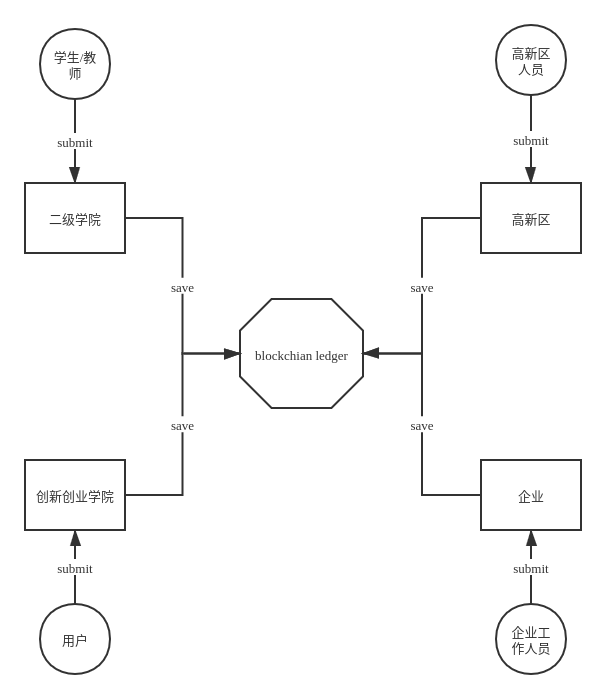 学生/教
师
高新区
人员
submit
submit
二级学院
高新区
save
save
blockchian ledger
save
save
创新创业学院
企业
submit
submit
用户
企业工
作人员